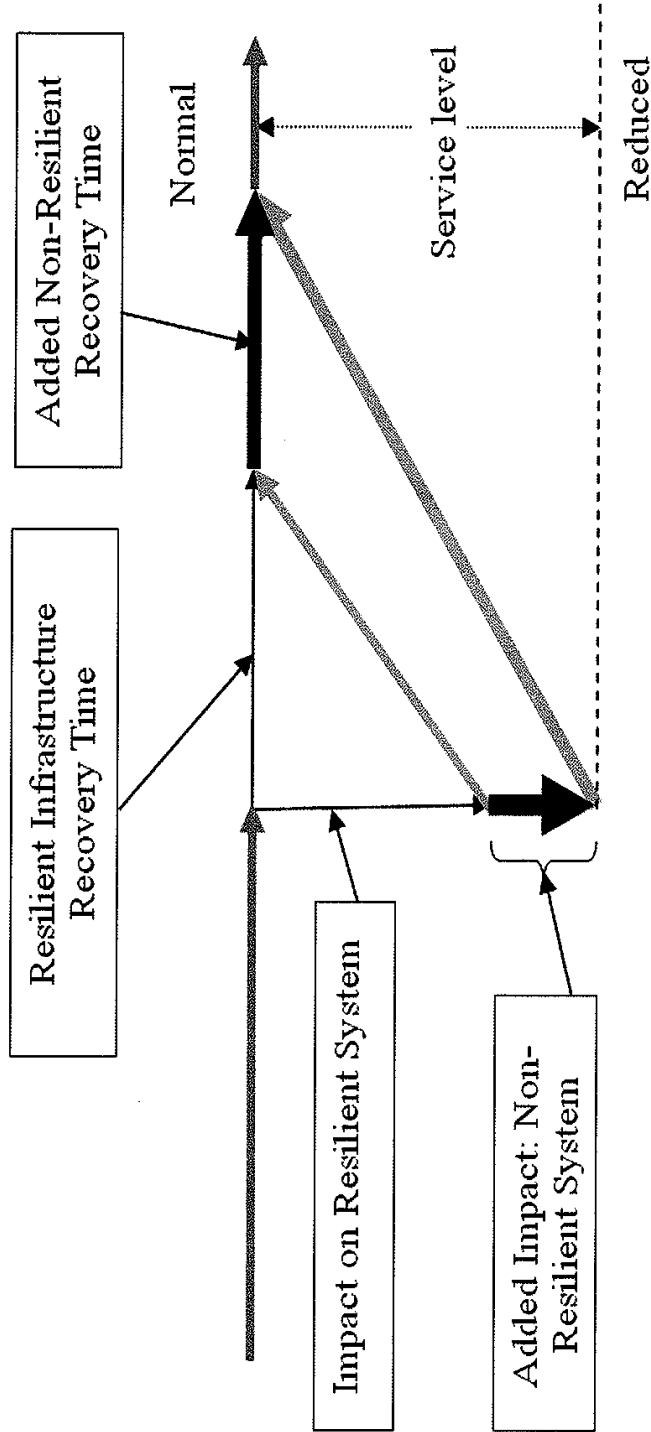 Resilient Infrastructure
Recovery Time
Added Non-Resilient
Recovery Time
Normal
Impact on Resilient System
Service level
Added Impact: Non-
Resilient System
Reduced